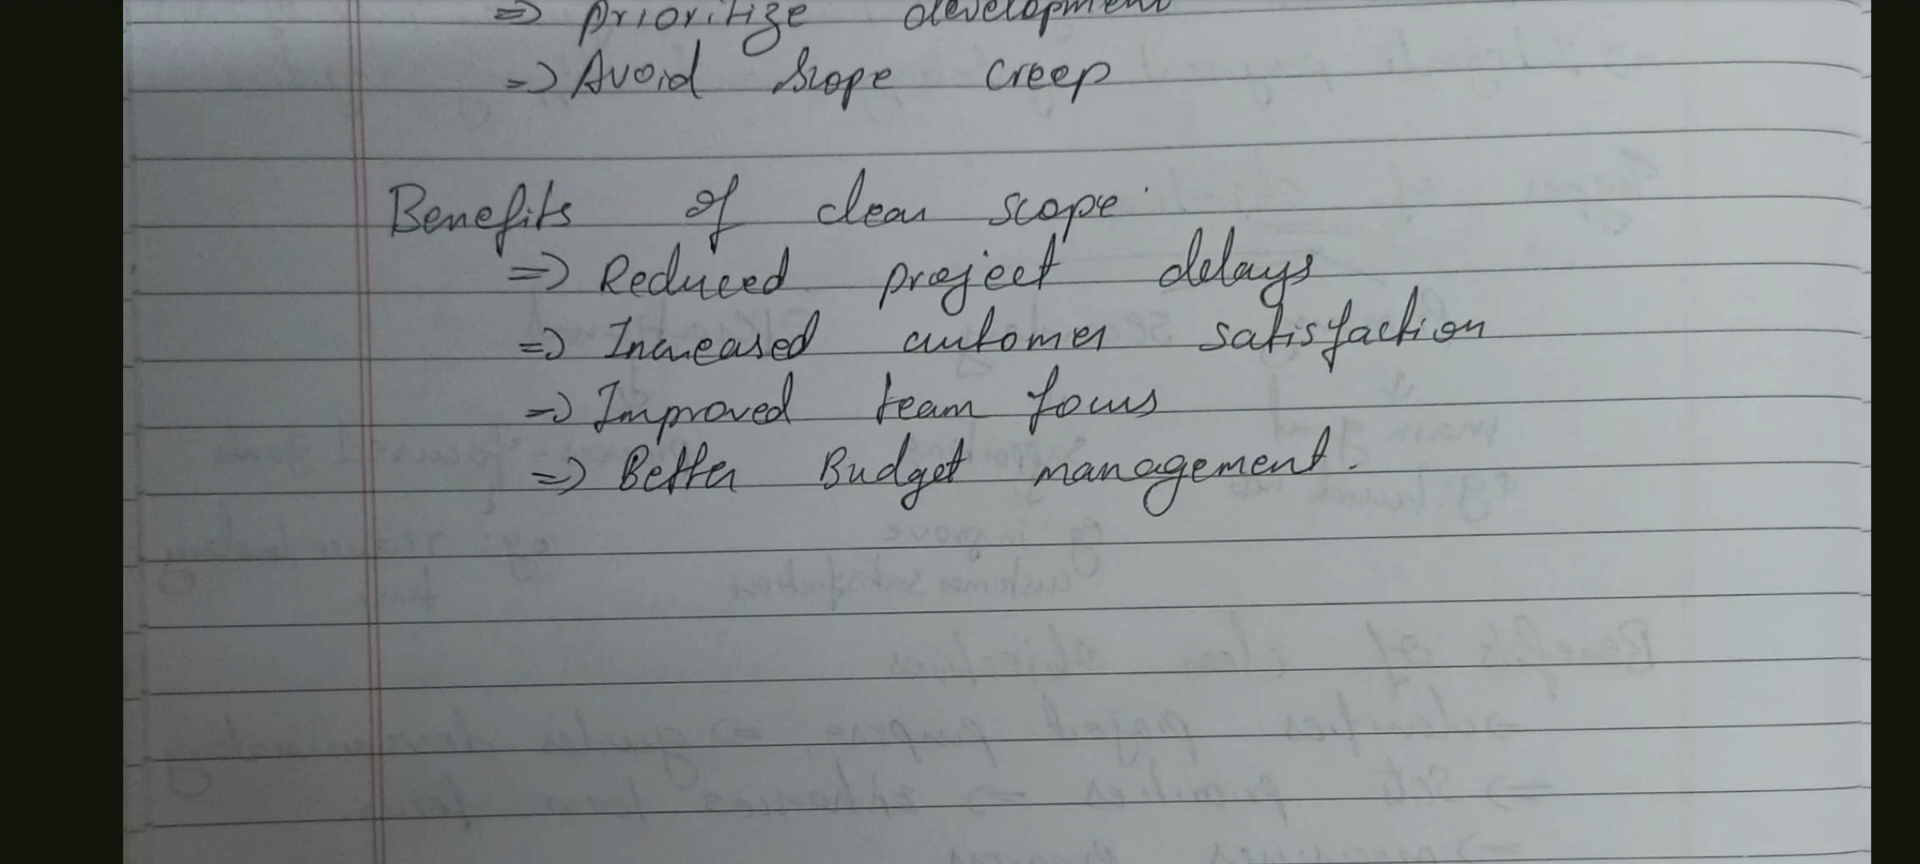 => Prioritize development
=> Avoid scope creep
Benefits of clear scope
=> Reduced project delays
=> Increased customer satisfaction
=> Improved team focus
=> Better Budget management.